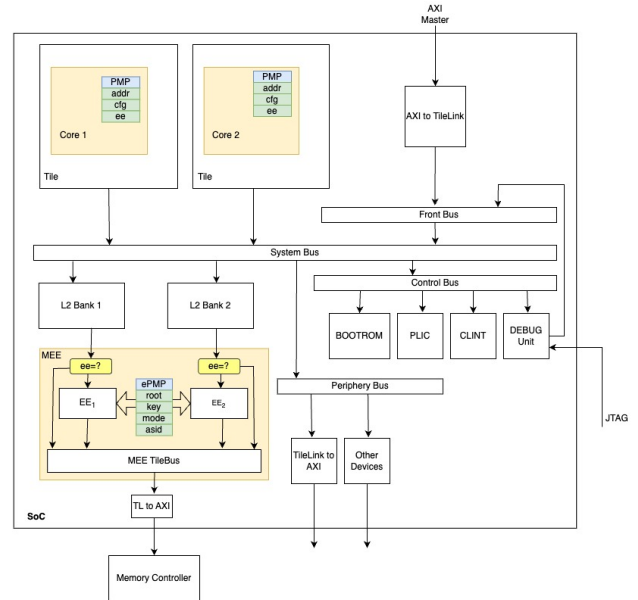 AXI
Master
PMP
addr
cfg
ee
Core 1
Tile
PMP
addr
cfg
ee
Core 2
Tile
AXI to TileLink
Front Bus
System Bus
Control Bus
L2 Bank 1
L2 Bank 2
BOOTROM
PLIC
CLINT
DEBUG
Unit
MEE
ee=?
ee=?
EE1
ePMP
root
key
mode
asid
EE2
MEE TileBus
Periphery Bus
JTAG
TileLink to
AXI
Other
Devices
TL to AXI
SoC
Memory Controller